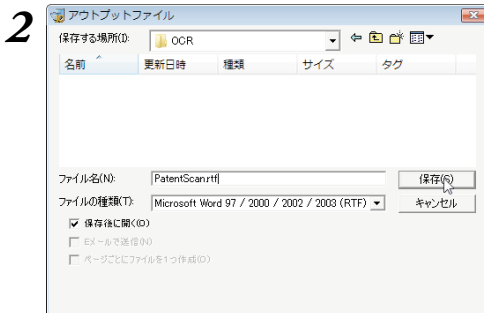 2
アウトプットファイル
保存する場所(I): OCR
名前 更新日時 種類 サイズ タグ
ファイル名(N): PatentScan.rtf 保存(S)
ファイルの種類(T): Microsoft Word 97 / 2000 / 2002 / 2003 (RTF) キャンセル
保存後に開く(O)
Eメールで送信(N)
ページごとにファイルを1つ作成(O)